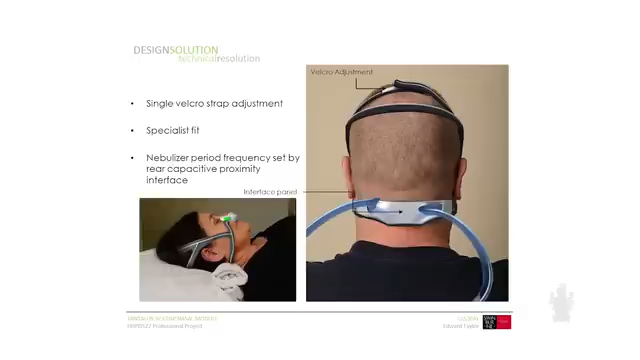 DESIGNSOLUTION
technicalresolution
• Single velcro strap adjustment
• Specialist fit
• Nebulizer period frequency set by
rear capacitive proximity
interface
Velcro Adjustment
Interface panel
Professional Project
Edward Taylor